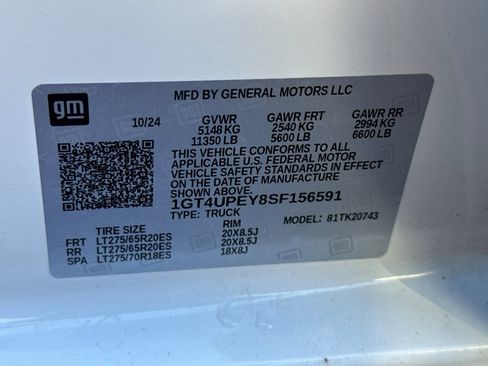 gm
MFD BY GENERAL MOTORS LLC
10/24 GVWR GAWR FRT GAWR RR
5148 KG 2540 KG 2994 KG
11350 LB 5600 LB 6600 LB
THIS VEHICLE CONFORMS TO ALL
APPLICABLE U.S. FEDERAL MOTOR
VEHICLE SAFETY STANDARDS IN EFFECT
ON THE DATE OF MANUFACTURE
SHOWN ABOVE.
1GT4UPEY8SF156591
TYPE: TRUCK MODEL: 81TK20743
TIRE SIZE RIM
FRT LT275/65R20ES 20X8.5J
RR LT275/65R20ES 20X8.5J
SPA LT275/70R18ES 18X8J